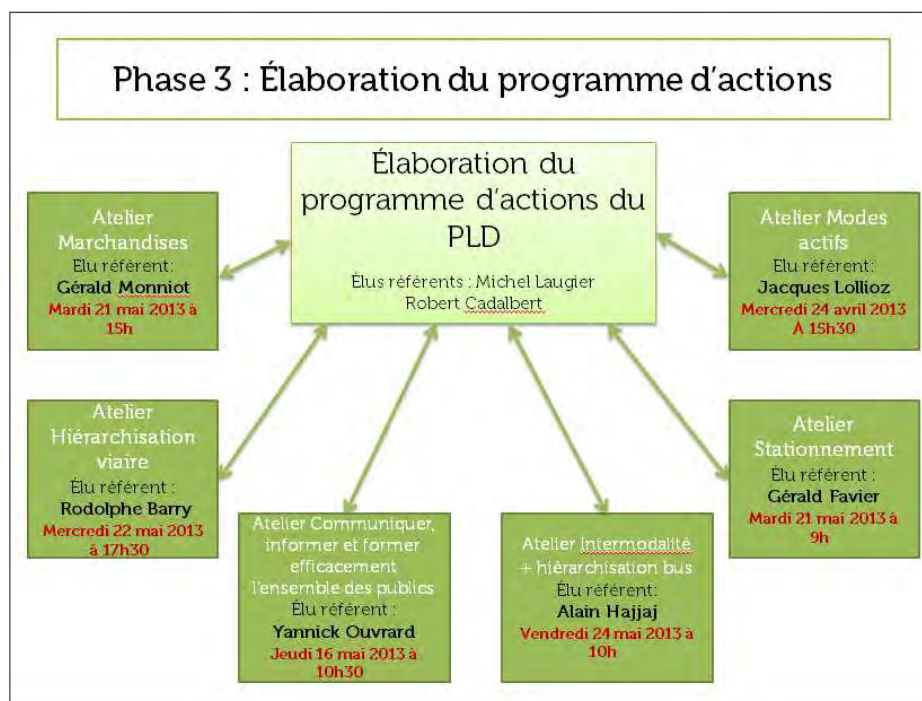 Phase 3 : Élaboration du programme d'actions
Élaboration du
programme d'actions du
PLD
Élus référents : Michel Laugier
Robert Cadalbert
Atelier
Marchandises
Elu référent:
Gérald Monniot
Mardi 21 mai 2013 à
15h
Atelier Modes
actifs
Élu référent:
Jacques Lollioz
Mercredi 24 avril 2013
À 15h30
Atelier
Hiérarchisation
viaire
Élu référent :
Rodolphe Barry
Mercredi 22 mai 2013
à 17h30
Atelier
Stationnement
Élu référent :
Gérald Favier
Mardi 21 mai 2013 à
9h
Atelier Communiquer,
informer et former
efficacement
l'ensemble des publics
Élu référent :
Yannick Ouvrard
Jeudi 16 mai 2013 à
10h30
Atelier Intermodalité
+ hiérarchisation bus
Élu référent:
Alain Hajjaj
Vendredi 24 mai 2013 à
10h